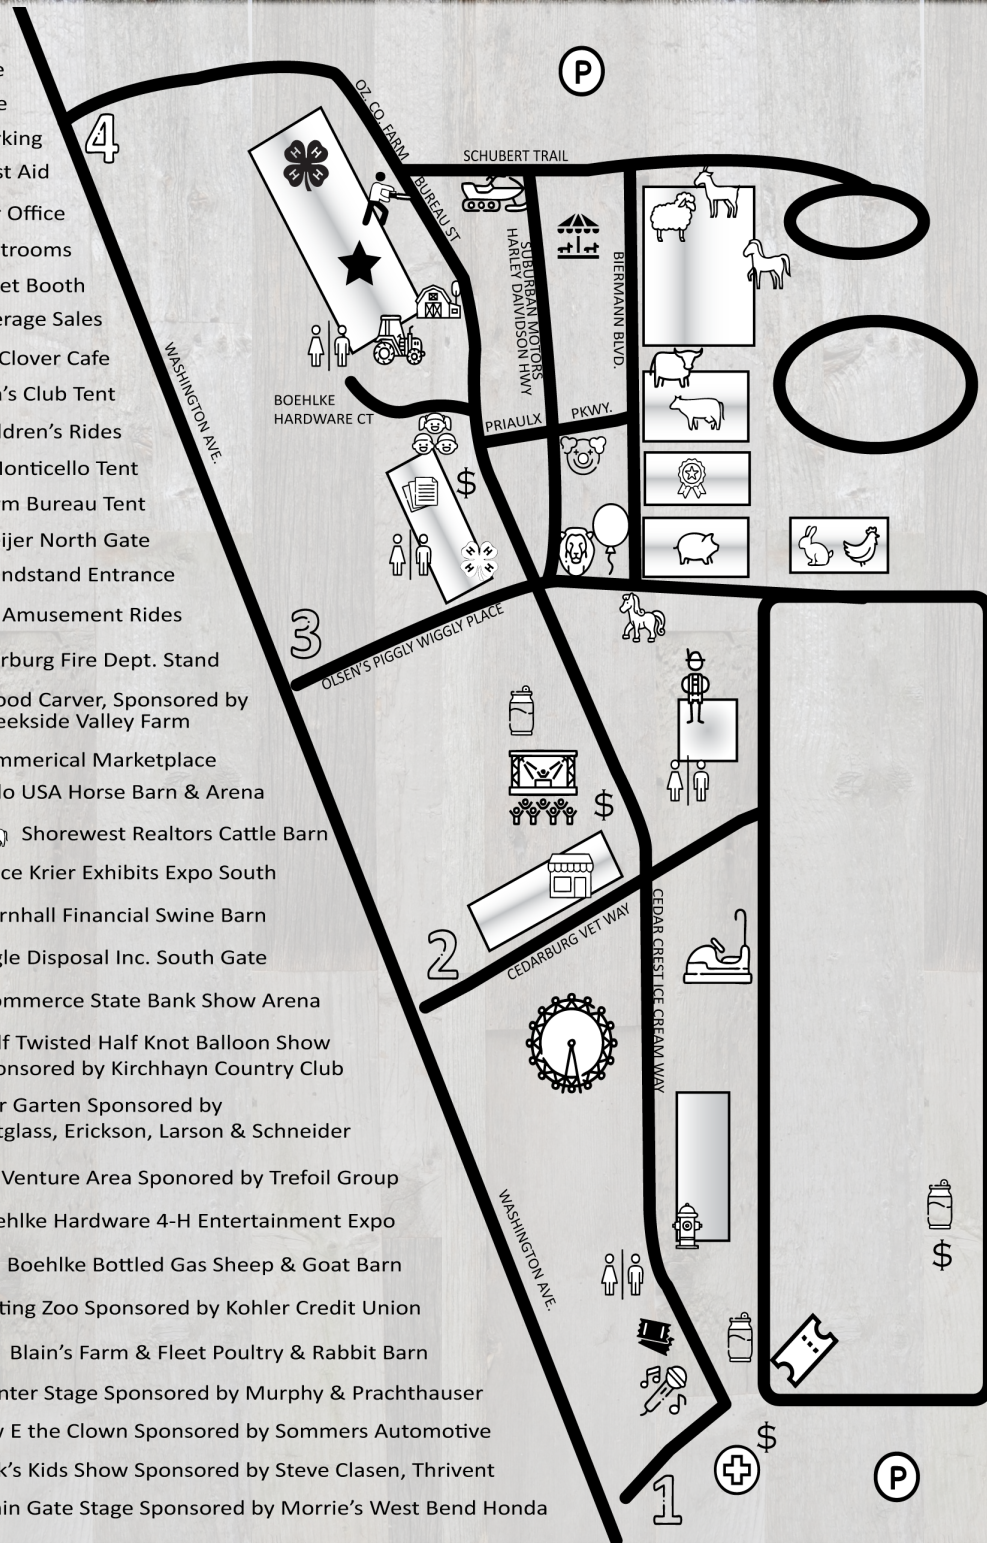 e
e
rking
st Aid
r Office
trooms
et Booth
erage Sales
Clover Cafe
's Club Tent
ldren's Rides
Monticello Tent
rm Bureau Tent
ijer North Gate
ndstand Entrance
Amusement Rides
rburg Fire Dept. Stand
ood Carver, Sponsored by
eekside Valley Farm
mmerical Marketplace
lo USA Horse Barn & Arena
Shorewest Realtors Cattle Barn
ce Krier Exhibits Expo South
rnhall Financial Swine Barn
gle Disposal Inc. South Gate
ommerce State Bank Show Arena
lf Twisted Half Knot Balloon Show
onsored by Kirchhayn Country Club
r Garten Sponsored by
tglass, Erickson, Larson & Schneider
Venture Area Sponored by Trefoil Group
ehlke Hardware 4-H Entertainment Expo
Boehlke Bottled Gas Sheep & Goat Barn
ting Zoo Sponsored by Kohler Credit Union
Blain's Farm & Fleet Poultry & Rabbit Barn
nter Stage Sponsored by Murphy & Prachthauser
y E the Clown Sponsored by Sommers Automotive
k's Kids Show Sponsored by Steve Clasen, Thrivent
in Gate Stage Sponsored by Morrie's West Bend Honda
P
4
OZ. CO. FARM
BUREAU ST
SCHUBERT TRAIL
H H
H H
SUBURBAN MOTORS
HARLEY DAIVIDSON HWY
BIERMANN BLVD.
WASHINGTON AVE.
BOEHLKE
HARDWARE CT
PRIAULX
PKWY.
$
H H
H H
3
OLSEN'S PIGGLY WIGGLY PLACE
$
2
CEDARBURG VET WAY
CEDAR CREST ICE CREAM WAY
WASHINGTON AVE.
$
$
1
P